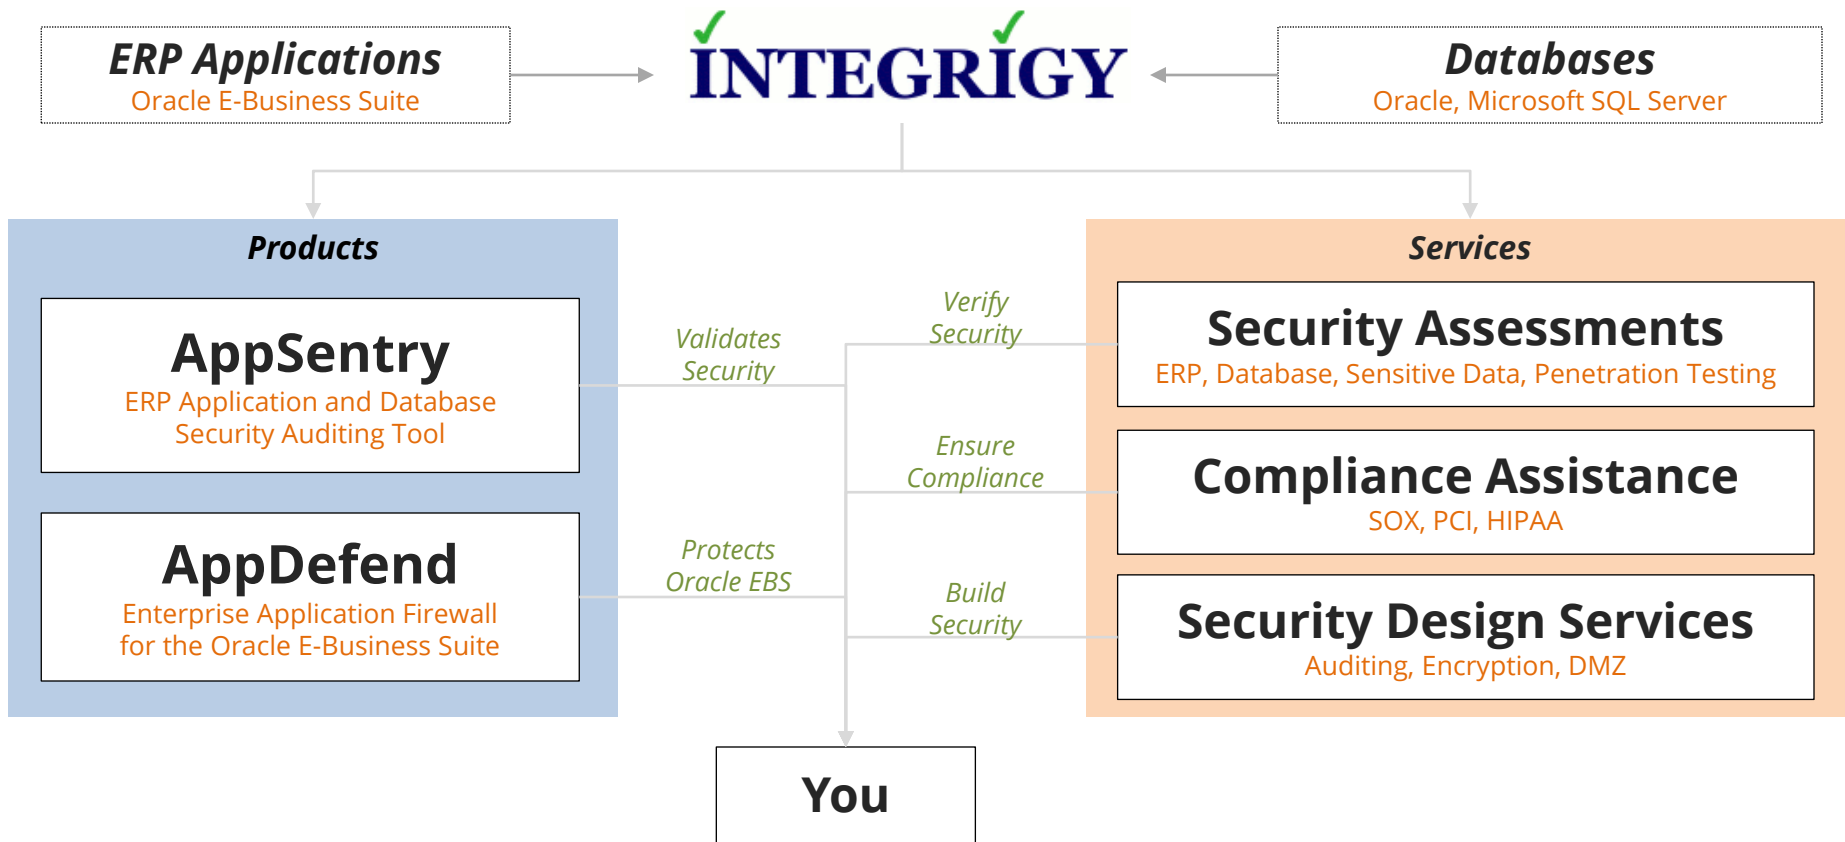 ERP Applications
Oracle E-Business Suite
INTEGRIGY
Databases
Oracle, Microsoft SQL Server
Products
AppSentry
ERP Application and Database
Security Auditing Tool
AppDefend
Enterprise Application Firewall
for the Oracle E-Business Suite
Validates
Security
Protects
Oracle EBS
Verify
Security
Ensure
Compliance
Build
Security
Services
Security Assessments
ERP, Database, Sensitive Data, Penetration Testing
Compliance Assistance
SOX, PCI, HIPAA
Security Design Services
Auditing, Encryption, DMZ
You